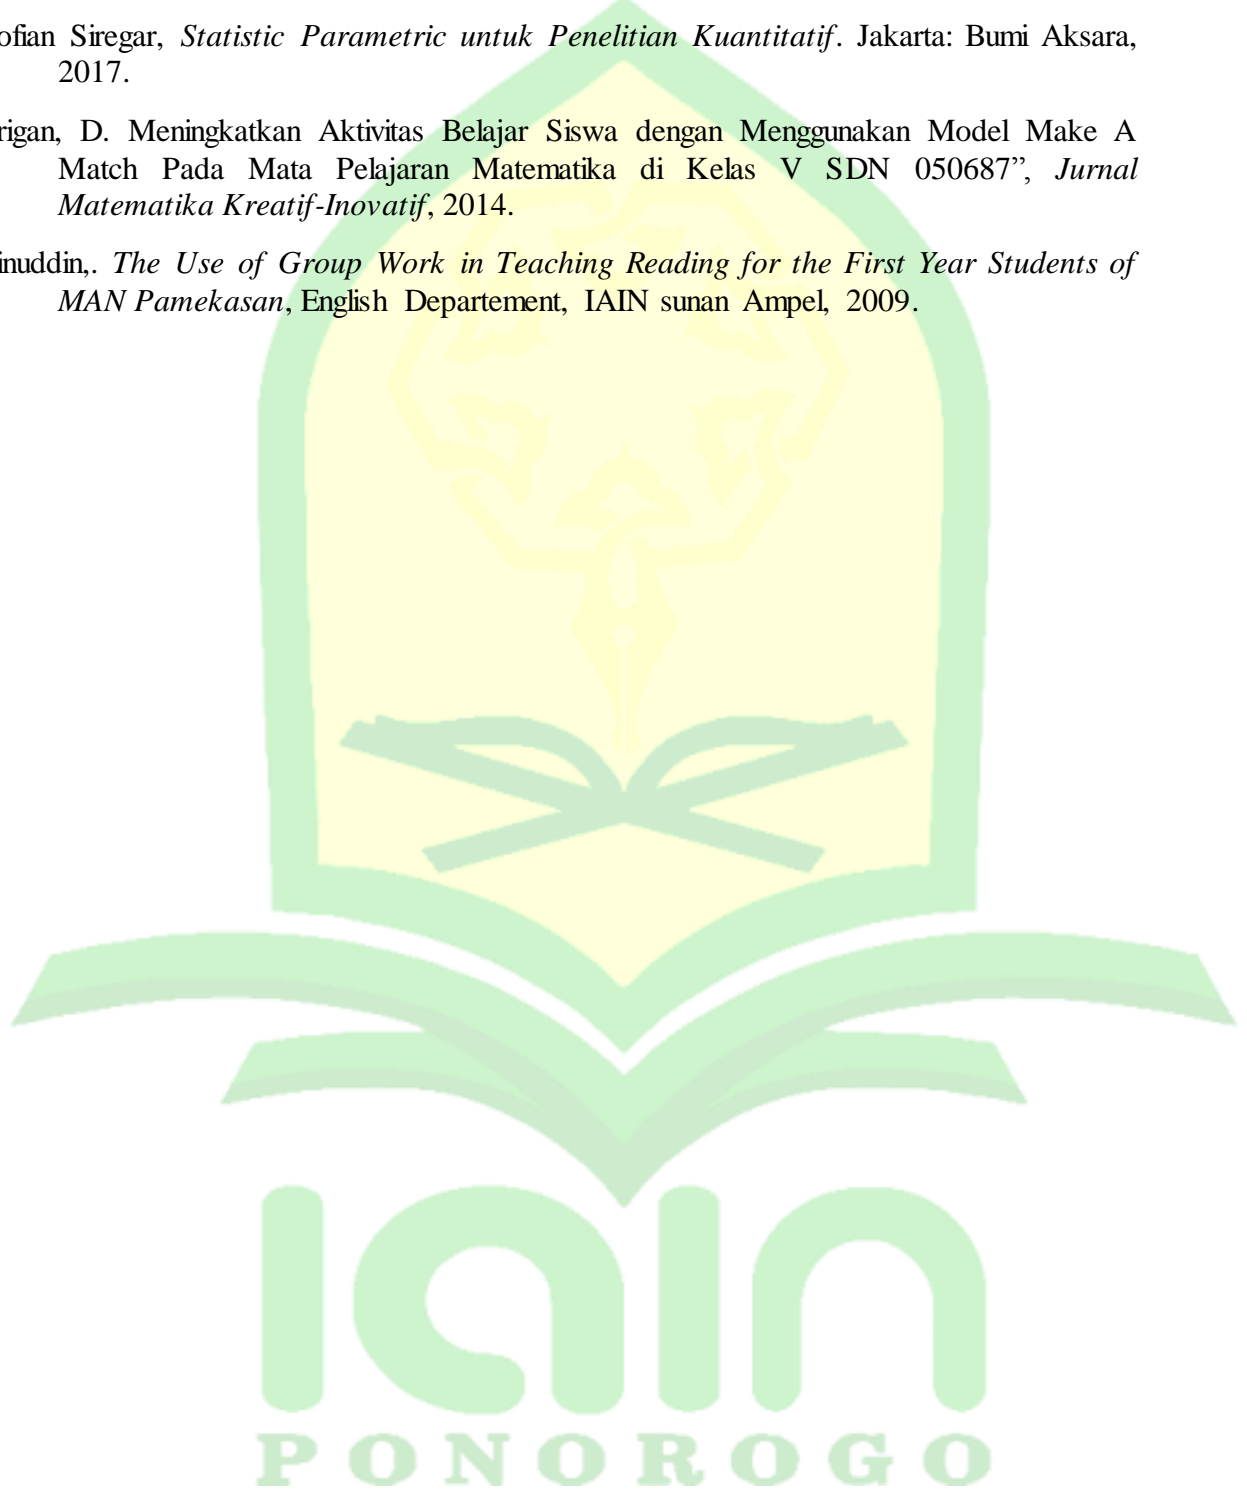 ofian Siregar, Statistic Parametric untuk Penelitian Kuantitatif. Jakarta: Bumi Aksara,
2017.
rigan, D. Meningkatkan Aktivitas Belajar Siswa dengan Menggunakan Model Make A
Match Pada Mata Pelajaran Matematika di Kelas V SDN 050687”, Jurnal
Matematika Kreatif-Inovatif, 2014.
inuddin,. The Use of Group Work in Teaching Reading for the First Year Students of
MAN Pamekasan, English Departement, IAIN sunan Ampel, 2009.
iain
PONOROGO